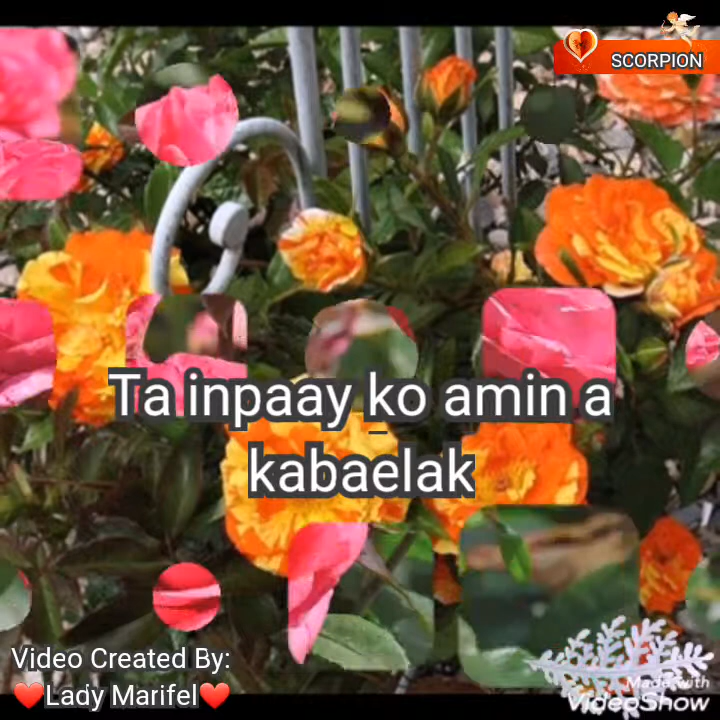 SCORPION
Ta inpaay ko amin a
kabaelak
Video Created By:
❤️Lady Marifel❤️
Made with
VideoShow